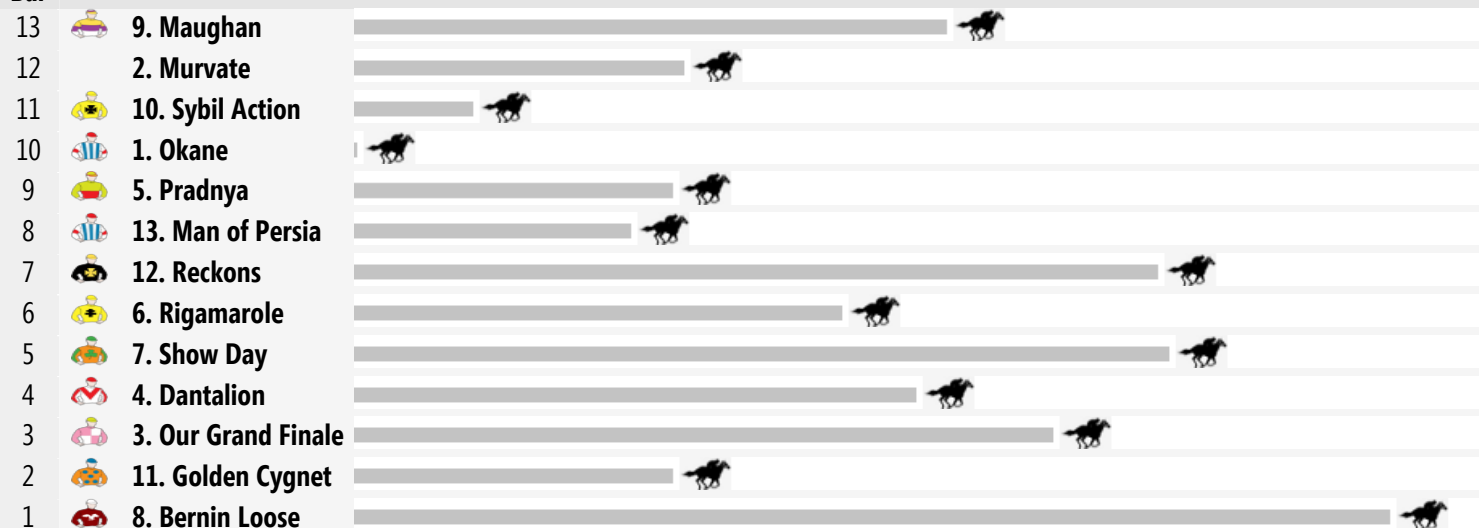 13 9. Maughan
12 2. Murvate
11 10. Sybil Action
10 1. Okane
9 5. Pradnya
8 13. Man of Persia
7 12. Reckons
6 6. Rigamarole
5 7. Show Day
4 4. Dantalion
3 3. Our Grand Finale
2 11. Golden Cygnet
1 8. Bernin Loose